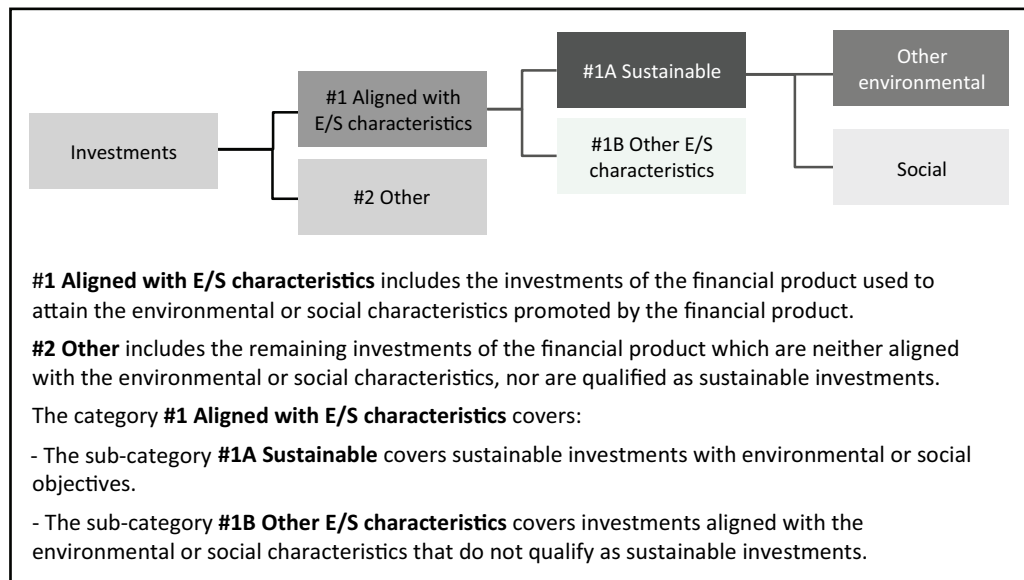 Investments
#1 Aligned with
E/S characteristics
#2 Other
#1A Sustainable
#1B Other E/S
characteristics
Other
environmental
Social
#1 Aligned with E/S characteristics includes the investments of the financial product used to
attain the environmental or social characteristics promoted by the financial product.
#2 Other includes the remaining investments of the financial product which are neither aligned
with the environmental or social characteristics, nor are qualified as sustainable investments.
The category #1 Aligned with E/S characteristics covers:
- The sub-category #1A Sustainable covers sustainable investments with environmental or social
objectives.
- The sub-category #1B Other E/S characteristics covers investments aligned with the
environmental or social characteristics that do not qualify as sustainable investments.